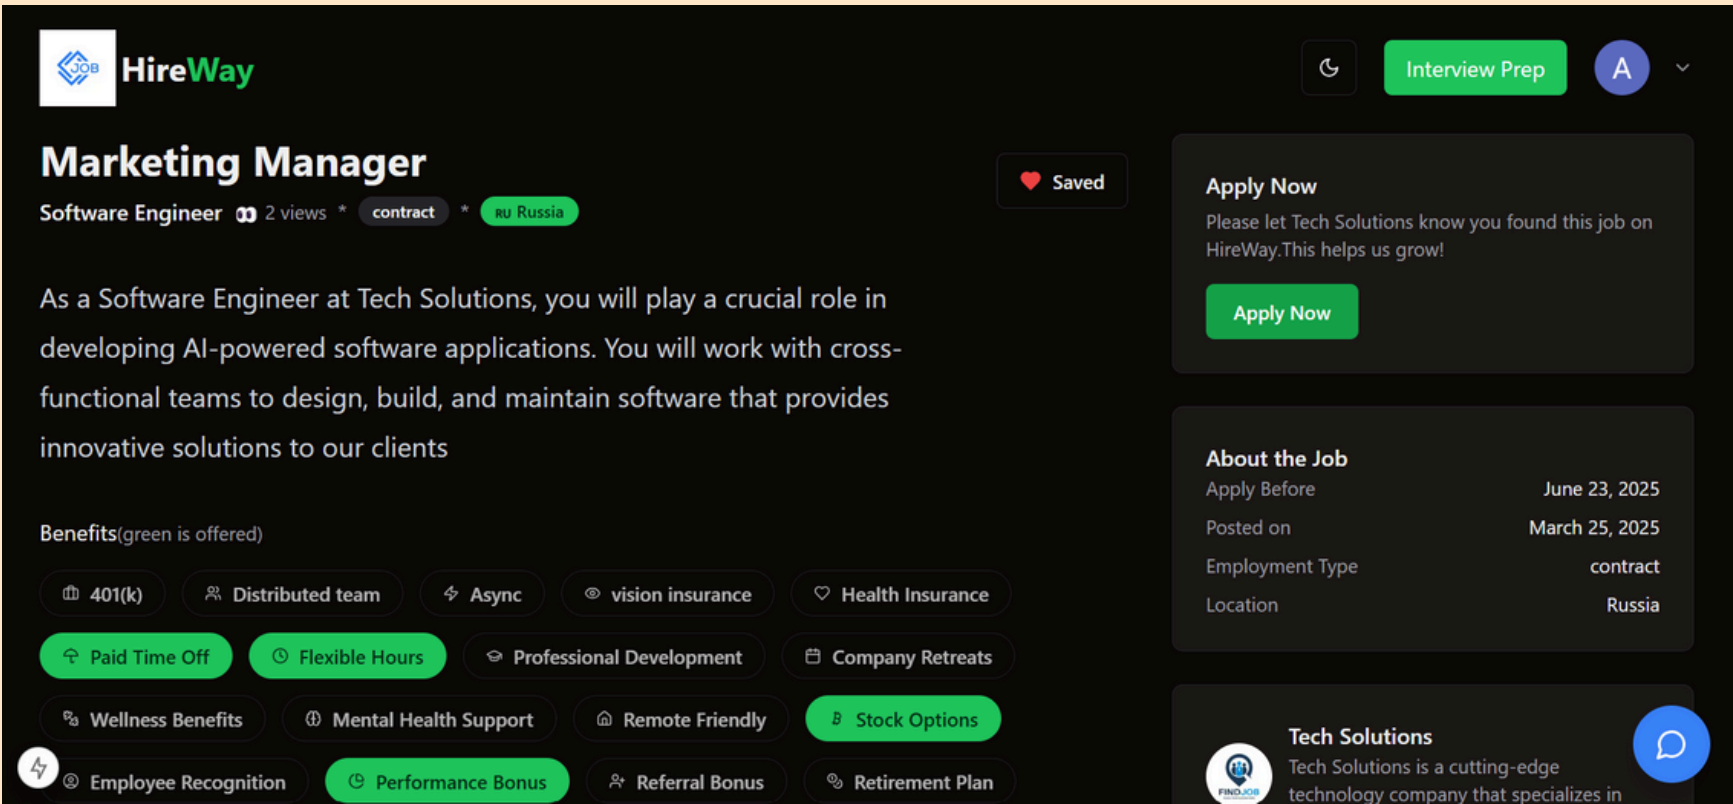 JOB
HireWay
Interview Prep
A
Marketing Manager
Software Engineer 2 views * contract * RU Russia
Saved
As a Software Engineer at Tech Solutions, you will play a crucial role in
developing AI-powered software applications. You will work with cross-
functional teams to design, build, and maintain software that provides
innovative solutions to our clients
Benefits(green is offered)
401(k) Distributed team Async vision insurance Health Insurance
Paid Time Off Flexible Hours Professional Development Company Retreats
Wellness Benefits Mental Health Support Remote Friendly Stock Options
Employee Recognition Performance Bonus Referral Bonus Retirement Plan
Apply Now
Please let Tech Solutions know you found this job on
HireWay.This helps us grow!
Apply Now
About the Job
Apply Before June 23, 2025
Posted on March 25, 2025
Employment Type contract
Location Russia
FINDJOB
Tech Solutions
Tech Solutions is a cutting-edge
technology company that specializes in